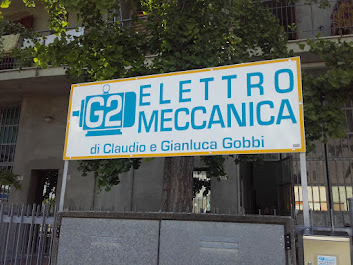 G2 ELETTRO
MECCANICA
di Claudio e Gianluca Gobbi